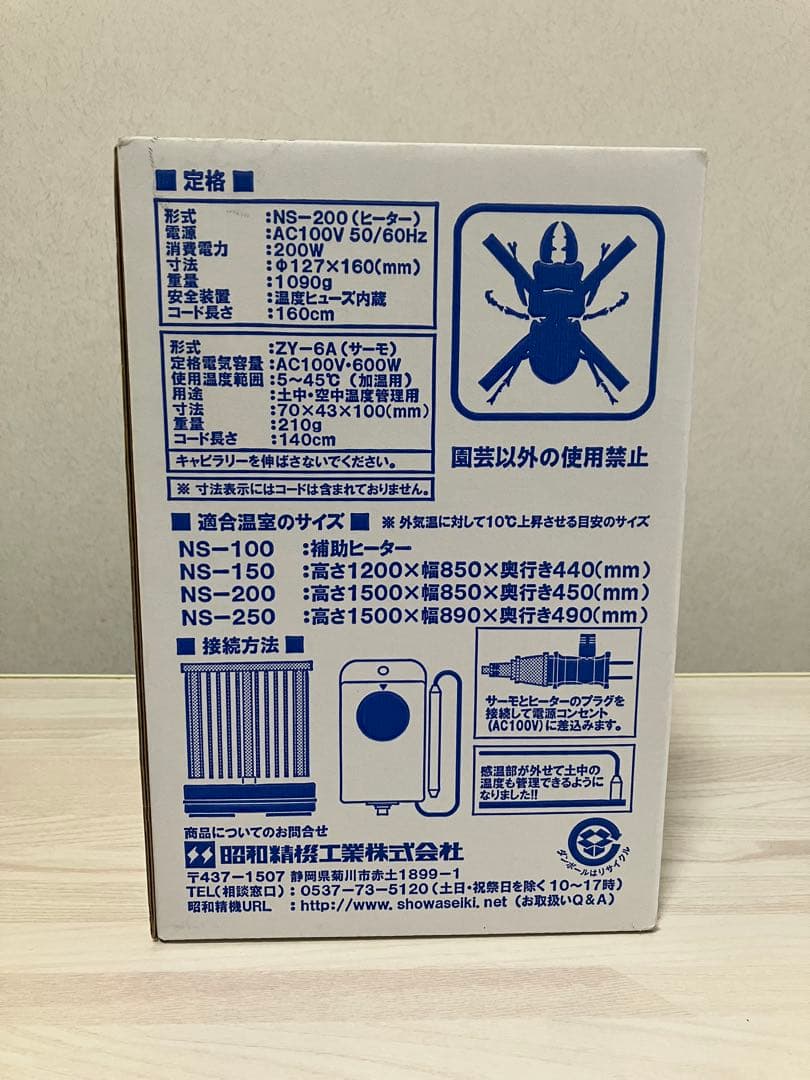 ■ 定格 ■
形式 :NS-200(ヒーター)
電源 :AC100V 50/60Hz
消費電力 :200W
寸法 :Φ127×160(mm)
重量 :1090g
安全装置 :温度ヒューズ内蔵
コード長さ :160cm
形式 :ZY-6A(サーモ)
定格電気容量:AC100V・600W
使用温度範囲:5〜45℃(加温用)
用途 :土中・空中温度管理用
寸法 :70×43×100(mm)
重量 :210g
コード長さ :140cm
キャピラリーを伸ばさないでください。
※ 寸法表示にはコードは含まれておりません。
園芸以外の使用禁止
■ 適合温室のサイズ ■ ※ 外気温に対して10℃上昇させる目安のサイズ
NS-100 :補助ヒーター
NS-150 :高さ1200×幅850×奥行き440(mm)
NS-200 :高さ1500×幅850×奥行き450(mm)
NS-250 :高さ1500×幅890×奥行き490(mm)
■ 接続方法 ■
サーモとヒーターのプラグを
接続して電源コンセント
(AC100V)に差込みます。
感温部が外せて土中の
温度も管理できるように
なりました!!
商品についてのお問合せ
昭和精機工業株式会社
〒437-1507 静岡県菊川市赤土1899-1
TEL(相談窓口):0537-73-5120(土日・祝祭日を除く10〜17時)
昭和精機URL :http://www.showaseiki.net(お取扱いQ&A)
ダンボールはリサイクル